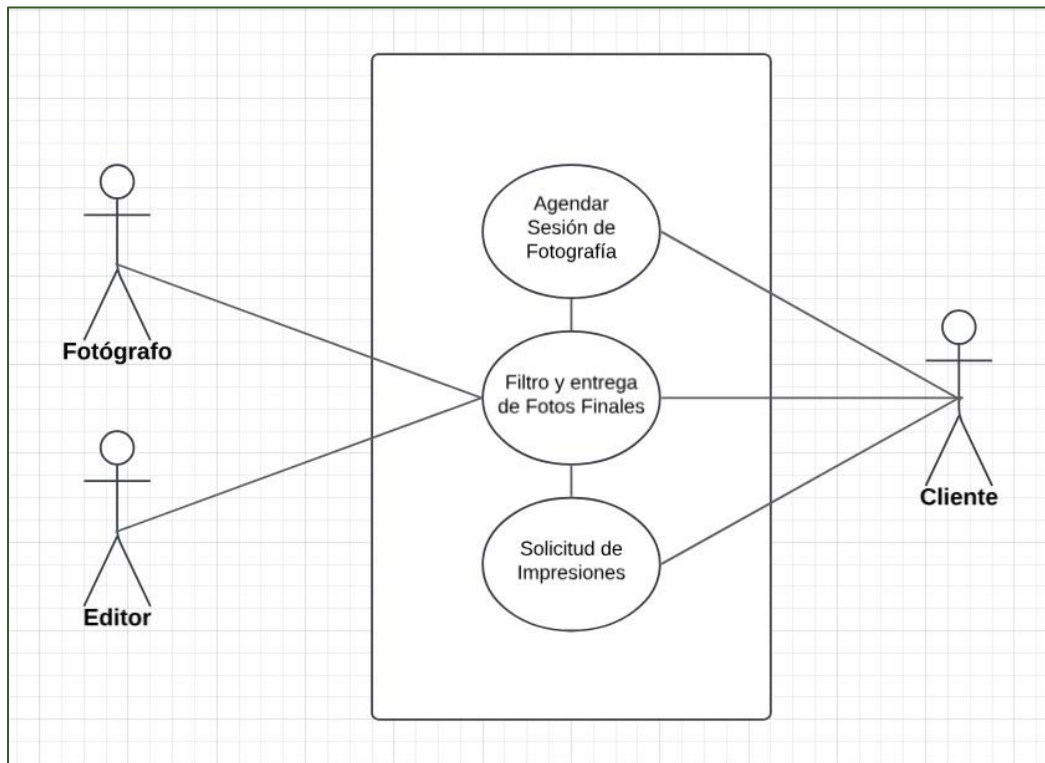 Agendar
Sesión de
Fotografía
Fotógrafo
Filtro y entrega
de Fotos Finales
Cliente
Solicitud de
Impresiones
Editor